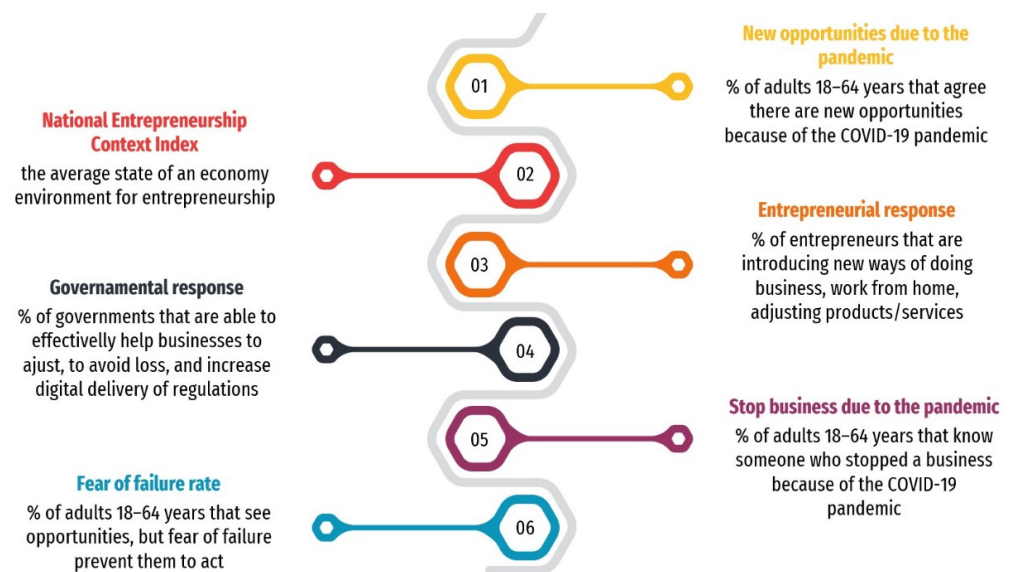 01
New opportunities due to the
pandemic
% of adults 18–64 years that agree
there are new opportunities
because of the COVID-19 pandemic
02
National Entrepreneurship
Context Index
the average state of an economy
environment for entrepreneurship
03
Entrepreneurial response
% of entrepreneurs that are
introducing new ways of doing
business, work from home,
adjusting products/services
04
Governamental response
% of governments that are able to
effectivelly help businesses to
ajust, to avoid loss, and increase
digital delivery of regulations
05
Stop business due to the pandemic
% of adults 18–64 years that know
someone who stopped a business
because of the COVID-19
pandemic
06
Fear of failure rate
% of adults 18–64 years that see
opportunities, but fear of failure
prevent them to act